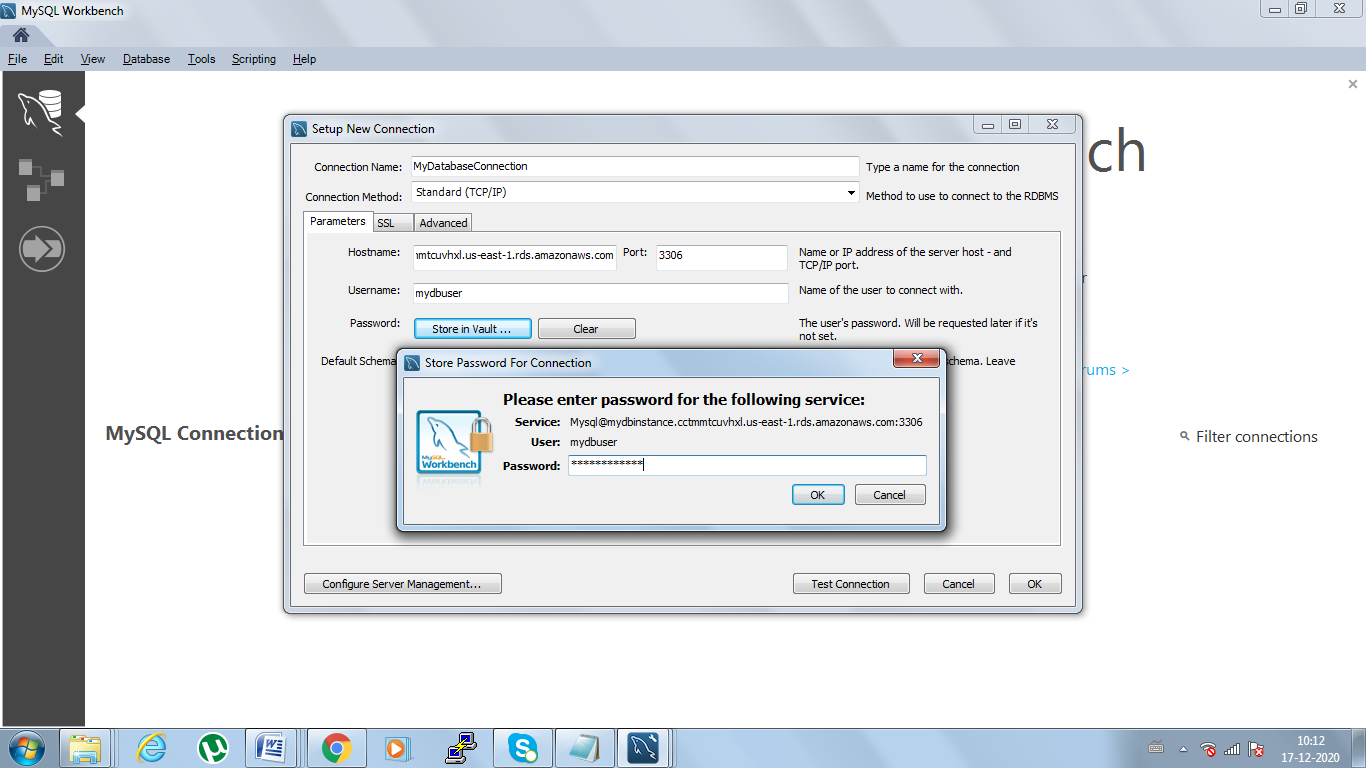 MySQL Workbench
File Edit View Database Tools Scripting Help
ch
Setup New Connection
Connection Name: MyDatabaseConnection Type a name for the connection
Connection Method: Standard (TCP/IP) Method to use to connect to the RDBMS
Parameters SSL Advanced
Hostname: mtcuvhxl.us-east-1.rds.amazonaws.com Port: 3306 Name or IP address of the server host - and
TCP/IP port.
Username: mydbuser Name of the user to connect with.
Password: Store in Vault ... Clear The user's password. Will be requested later if it's
not set.
Default Schema chema. Leave
rums >
Store Password For Connection
Please enter password for the following service:
Service: Mysql@mydbinstance.cctmmtcuvhxl.us-east-1.rds.amazonaws.com:3306
User: mydbuser
Password: ************
MySQL Workbench
OK Cancel
MySQL Connection
Filter connections
Configure Server Management... Test Connection Cancel OK
10:12
17-12-2020